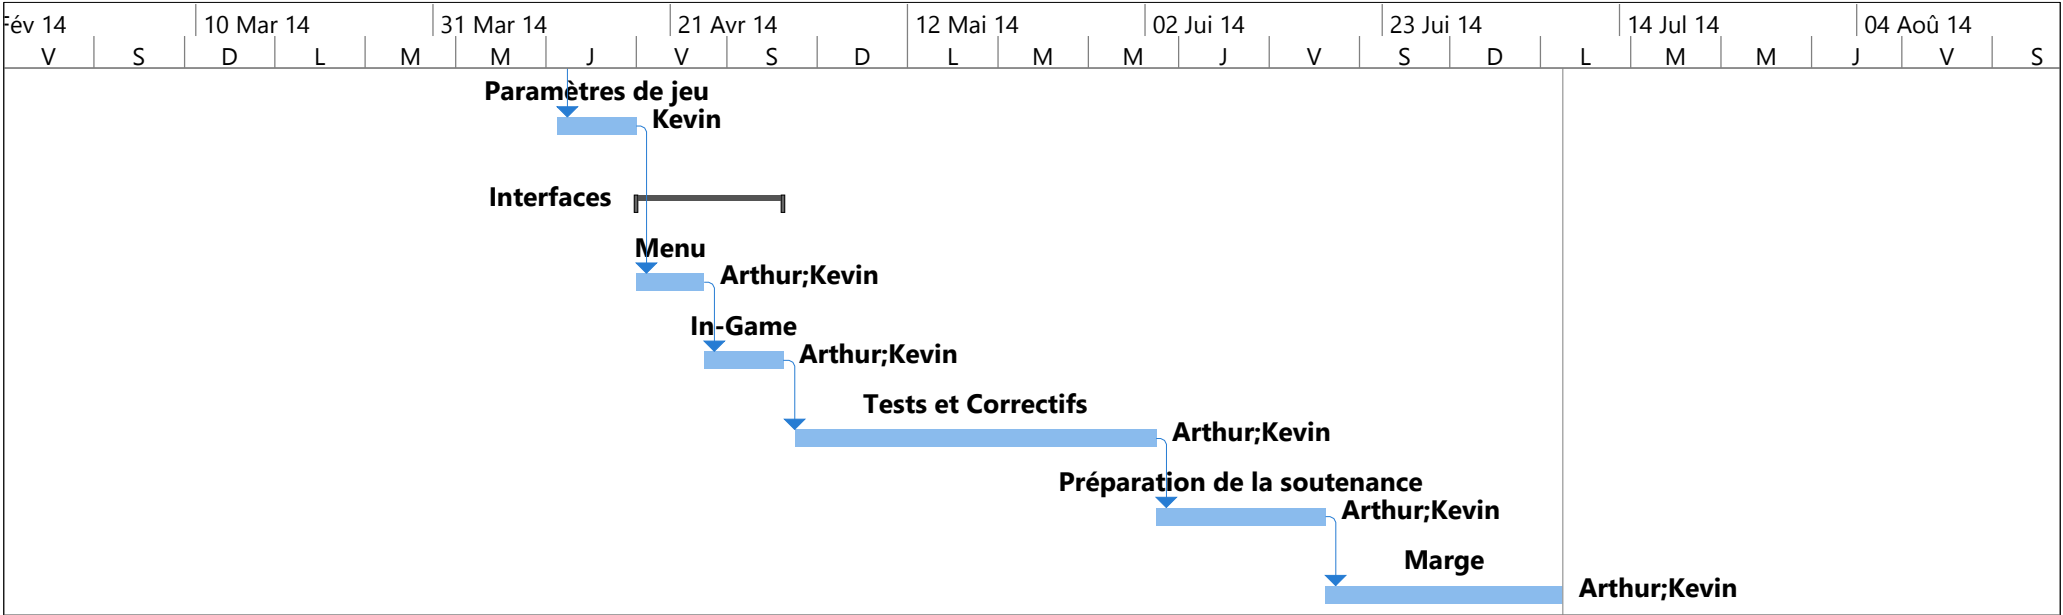 Fév 14 10 Mar 14 31 Mar 14 21 Avr 14 12 Mai 14 02 Jui 14 23 Jui 14 14 Jul 14 04 Aoû 14
V S D L M M J V S D L M M J V S D L M M J V S
Paramètres de jeu
Kevin
Interfaces
Menu
Arthur;Kevin
In-Game
Arthur;Kevin
Tests et Correctifs
Arthur;Kevin
Préparation de la soutenance
Arthur;Kevin
Marge
Arthur;Kevin